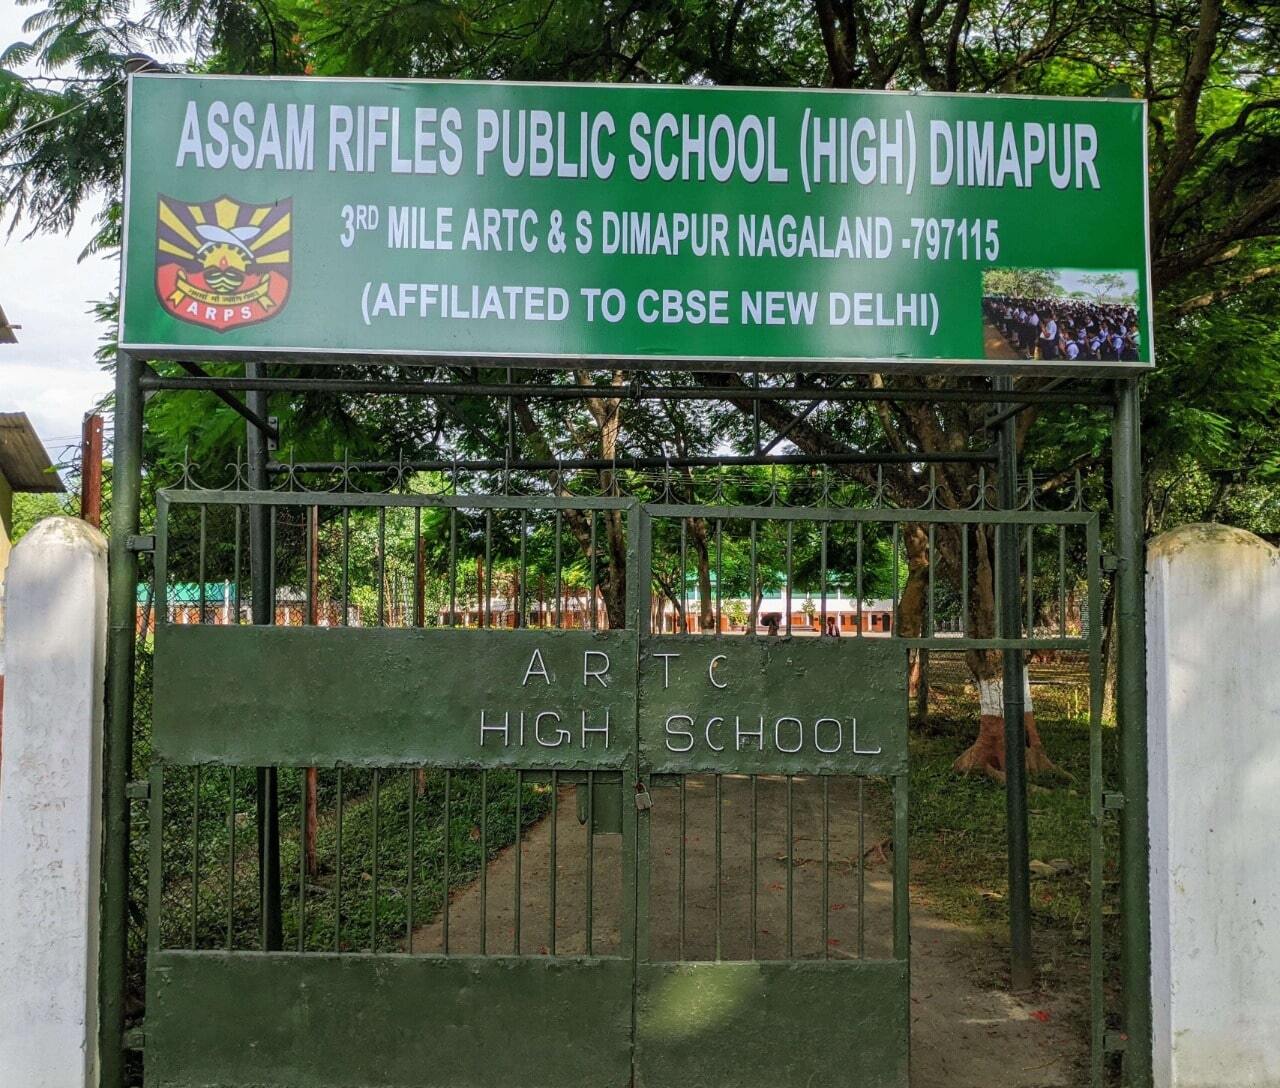 ASSAM RIFLES PUBLIC SCHOOL (HIGH) DIMAPUR
3RD MILE ARTC & S DIMAPUR NAGALAND -797115
(AFFILIATED TO CBSE NEW DELHI)
ARPS
ARTC
HIGH SCHOOL